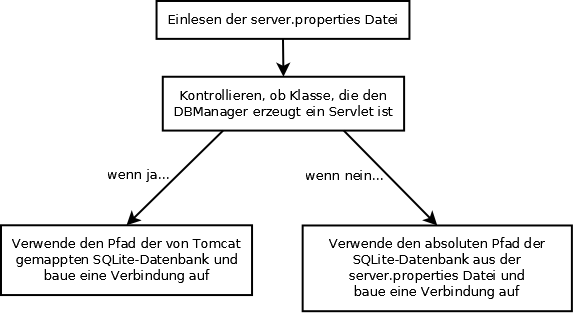 Einlesen der server.properties Datei
Kontrollieren, ob Klasse, die den
DBManager erzeugt ein Servlet ist
wenn ja...
wenn nein...
Verwende den Pfad der von Tomcat
gemappten SQLite-Datenbank und
baue eine Verbindung auf
Verwende den absoluten Pfad der
SQLite-Datenbank aus der
server.properties Datei und
baue eine Verbindung auf